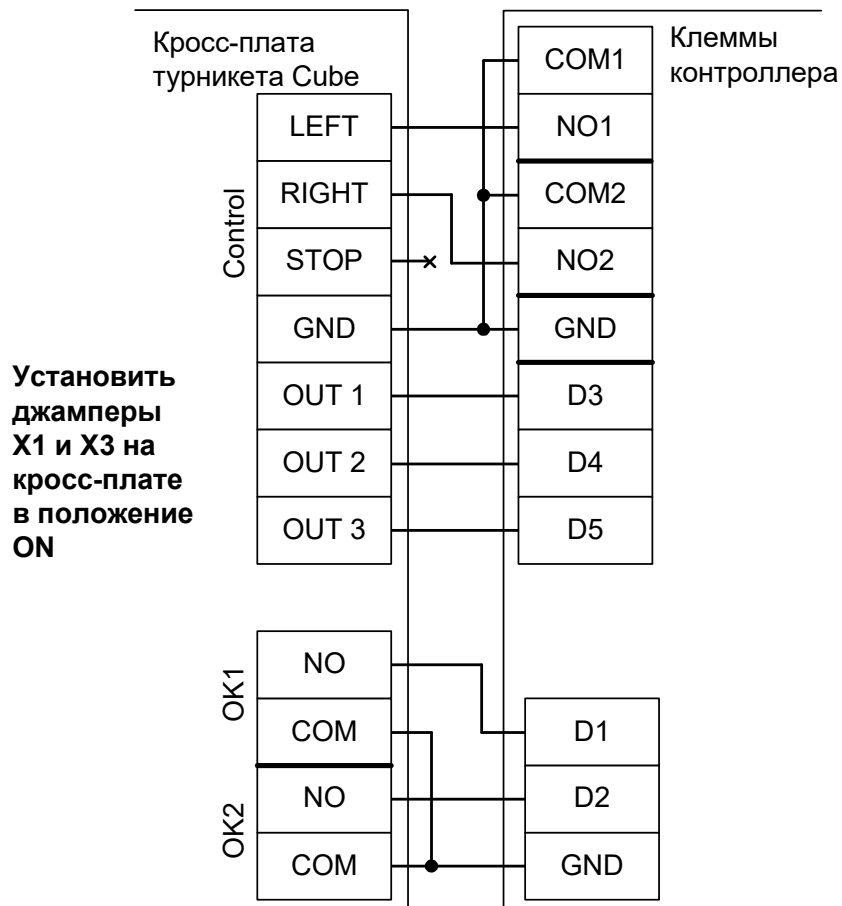 Кросс-плата
турникета Cube
Клеммы
контроллера
Control
LEFT
RIGHT
STOP
GND
OUT 1
OUT 2
OUT 3
COM1
NO1
COM2
NO2
GND
D3
D4
D5
Установить
джамперы
X1 и X3 на
кросс-плате
в положение
ON
OK1
NO
COM
OK2
NO
COM
D1
D2
GND